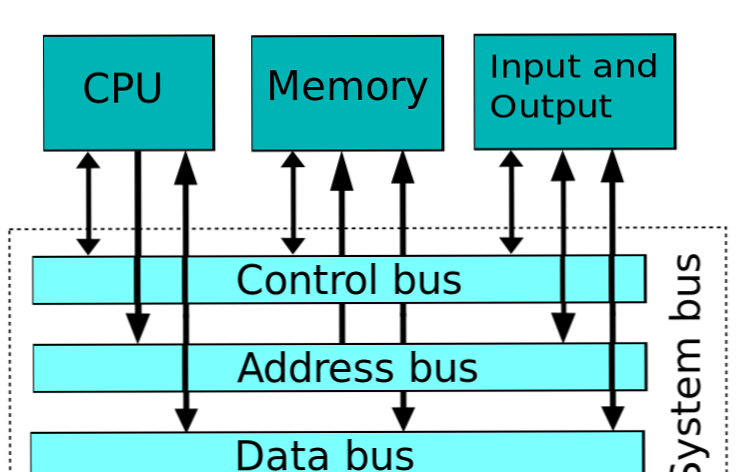 CPU
Memory
Input and
Output
Control bus
Address bus
Data bus
System bus